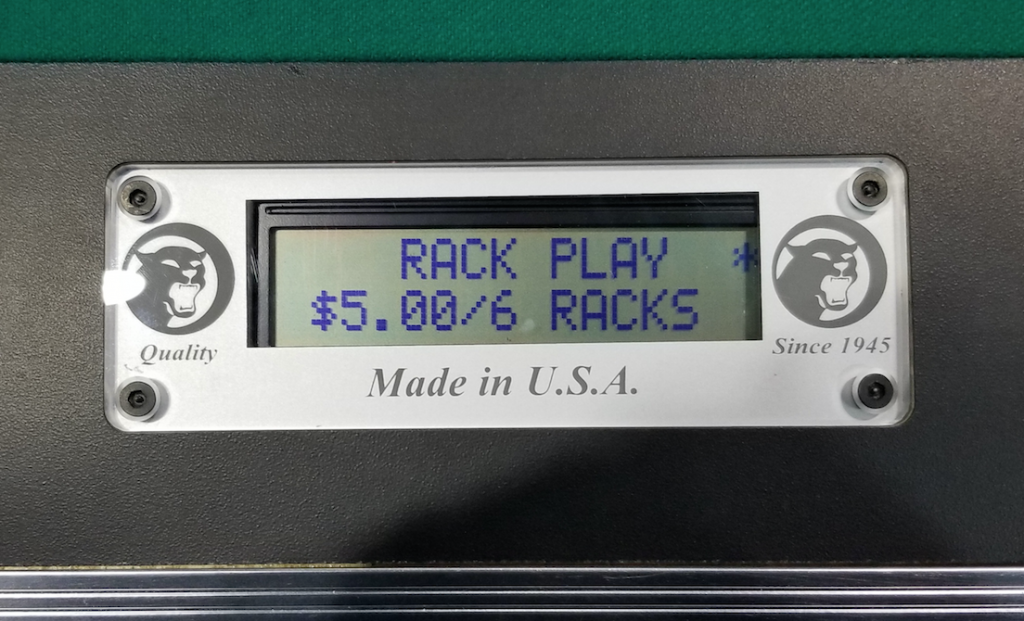 RACK PLAY *
$5.00/6 RACKS
Quality
Since 1945
Made in U.S.A.